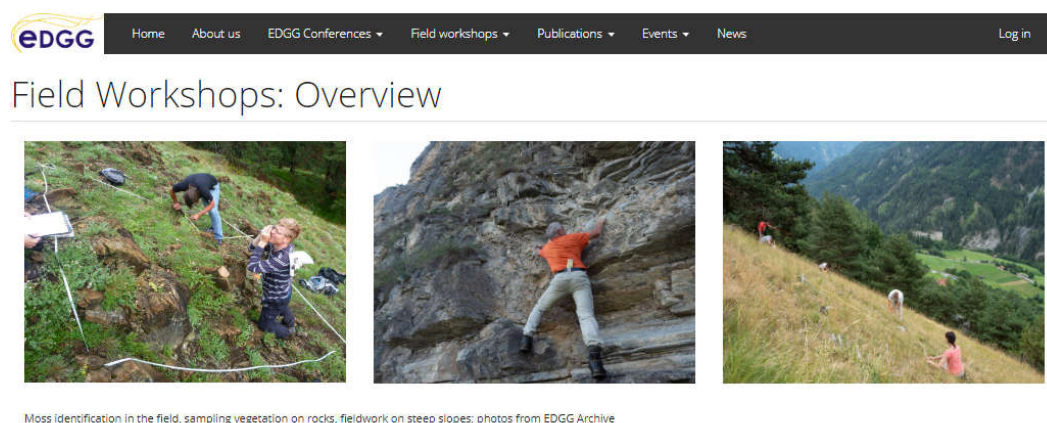 eDGG Home About us EDGG Conferences Field workshops Publications Events News Log in
Field Workshops: Overview
Moss identification in the field, sampling vegetation on rocks, fieldwork on steep slopes; photos from EDGG Archive